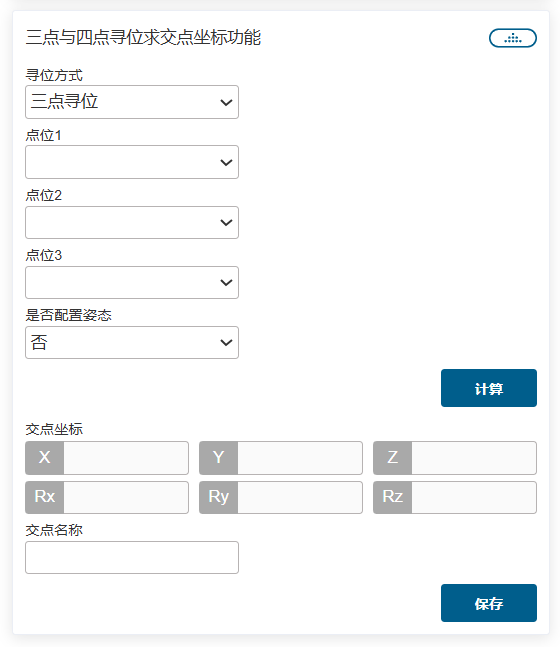 三点与四点寻位求交点坐标功能
寻位方式
三点寻位
点位1
点位2
点位3
是否配置姿态
否
计算
交点坐标
X Y Z
Rx Ry Rz
交点名称
保存